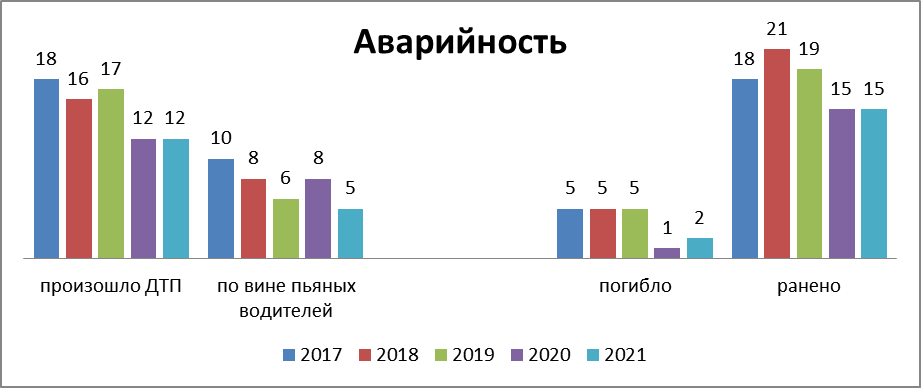 Аварийность
18
16
17
12
12
10
8
6
8
5
5
5
5
1
2
18
21
19
15
15
произошло ДТП
по вине пьяных
водителей
погибло
ранено
2017 2018 2019 2020 2021